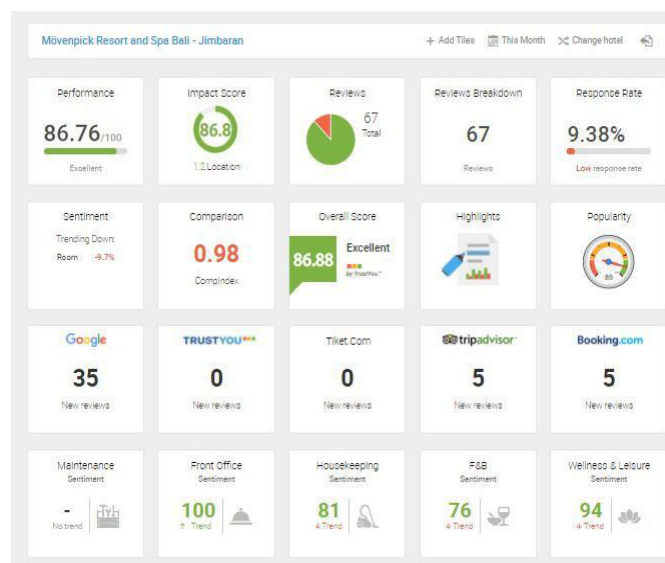 Mövenpick Resort and Spa Bali - Jimbaran + Add Tiles This Month Change hotel
Performance
86.76/100
Excellent
Impact Score
86.8
1.2 Location
Reviews
67
Total
Reviews Breakdown
67
Reviews
Response Rate
9.38%
Low response rate
Sentiment
Trending Down:
Room -9.7%
Comparison
0.98
CompIndex
Overall Score
86.88
Excellent
by TrustYou™
Highlights
Popularity
89
Google
35
New reviews
TRUSTYOU
0
New reviews
Tiket.Com
0
New reviews
tripadvisor
5
New reviews
Booking.com
5
New reviews
Maintenance
Sentiment
-
No trend
Front Office
Sentiment
100
↑ Trend
Housekeeping
Sentiment
81
↓ Trend
F&B
Sentiment
76
↓ Trend
Wellness & Leisure
Sentiment
94
↓ Trend